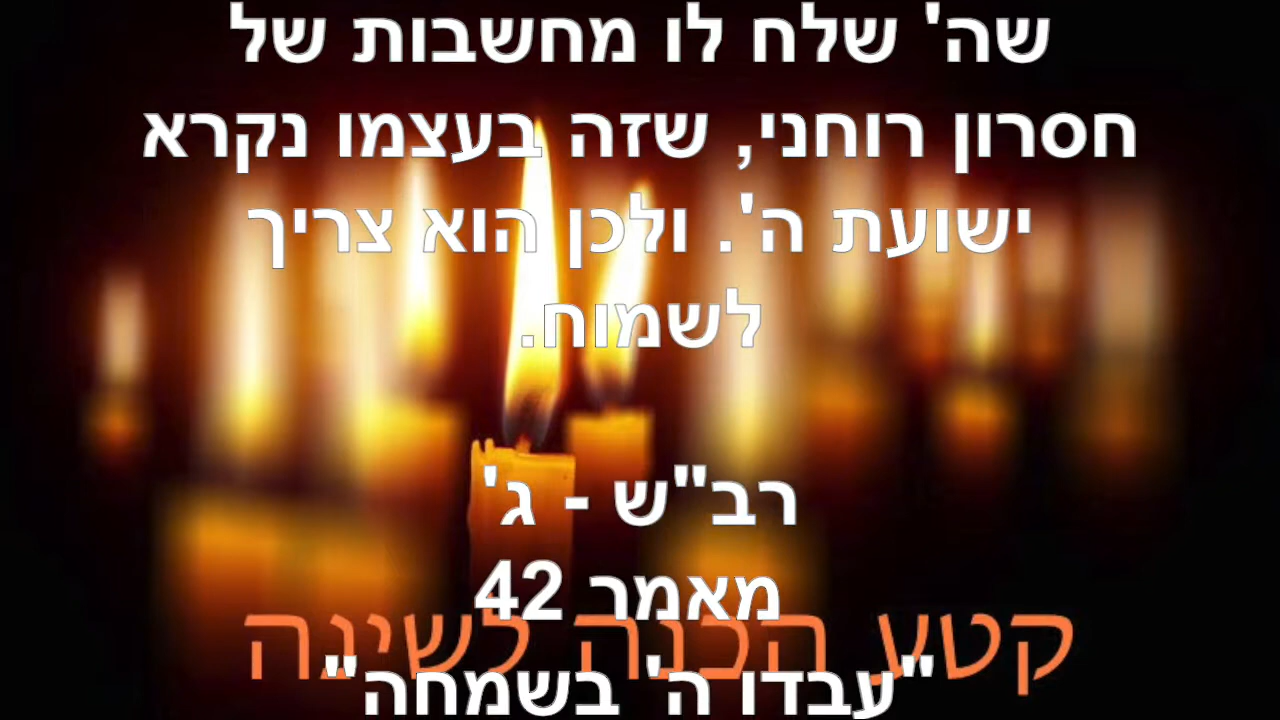 שה' שלח לו מחשבות של
חסרון רוחני, שזה בעצמו נקרא
ישועת ה'. ולכן הוא צריך
לשמוח.
רב"ש - ג'
מאמר 42
קטע הכנה לשינה
"עבדו ה' בשמחה"